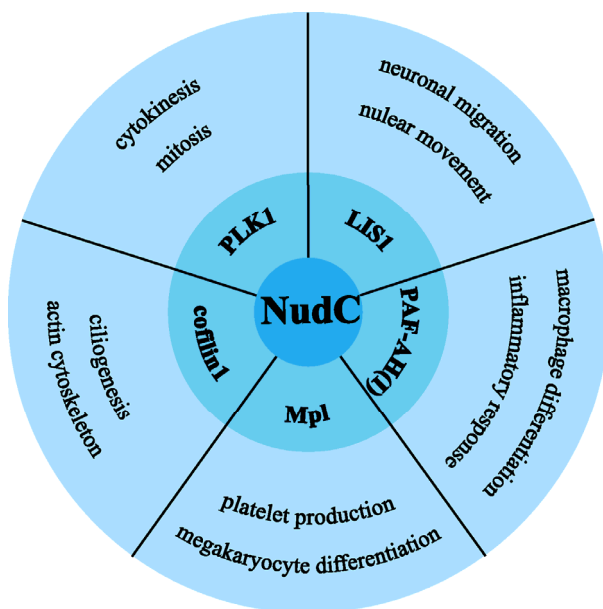 cytokinesis
mitosis
neuronal migration
nulear movement
PLK1
LIS1
NudC
PAF-AH(I)
macrophage differentiation
inflammatory response
cofilin1
ciliogenesis
actin cytoskeleton
Mpl
platelet production
megakaryocyte differentiation